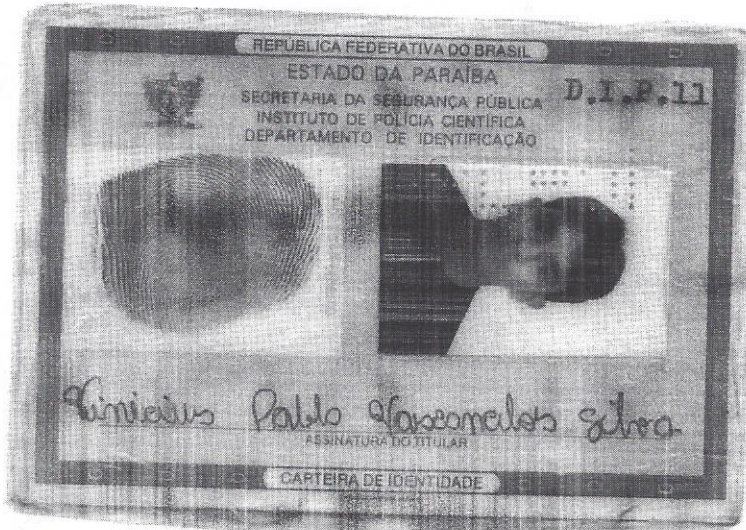 REPÚBLICA FEDERATIVA DO BRASIL
ESTADO DA PARAÍBA
D.I.P.11
SECRETARIA DA SEGURANÇA PÚBLICA
INSTITUTO DE POLÍCIA CIENTÍFICA
DEPARTAMENTO DE IDENTIFICAÇÃO
Vinicius Pablo Vasconcelos Silva
ASSINATURA DO TITULAR
CARTEIRA DE IDENTIDADE